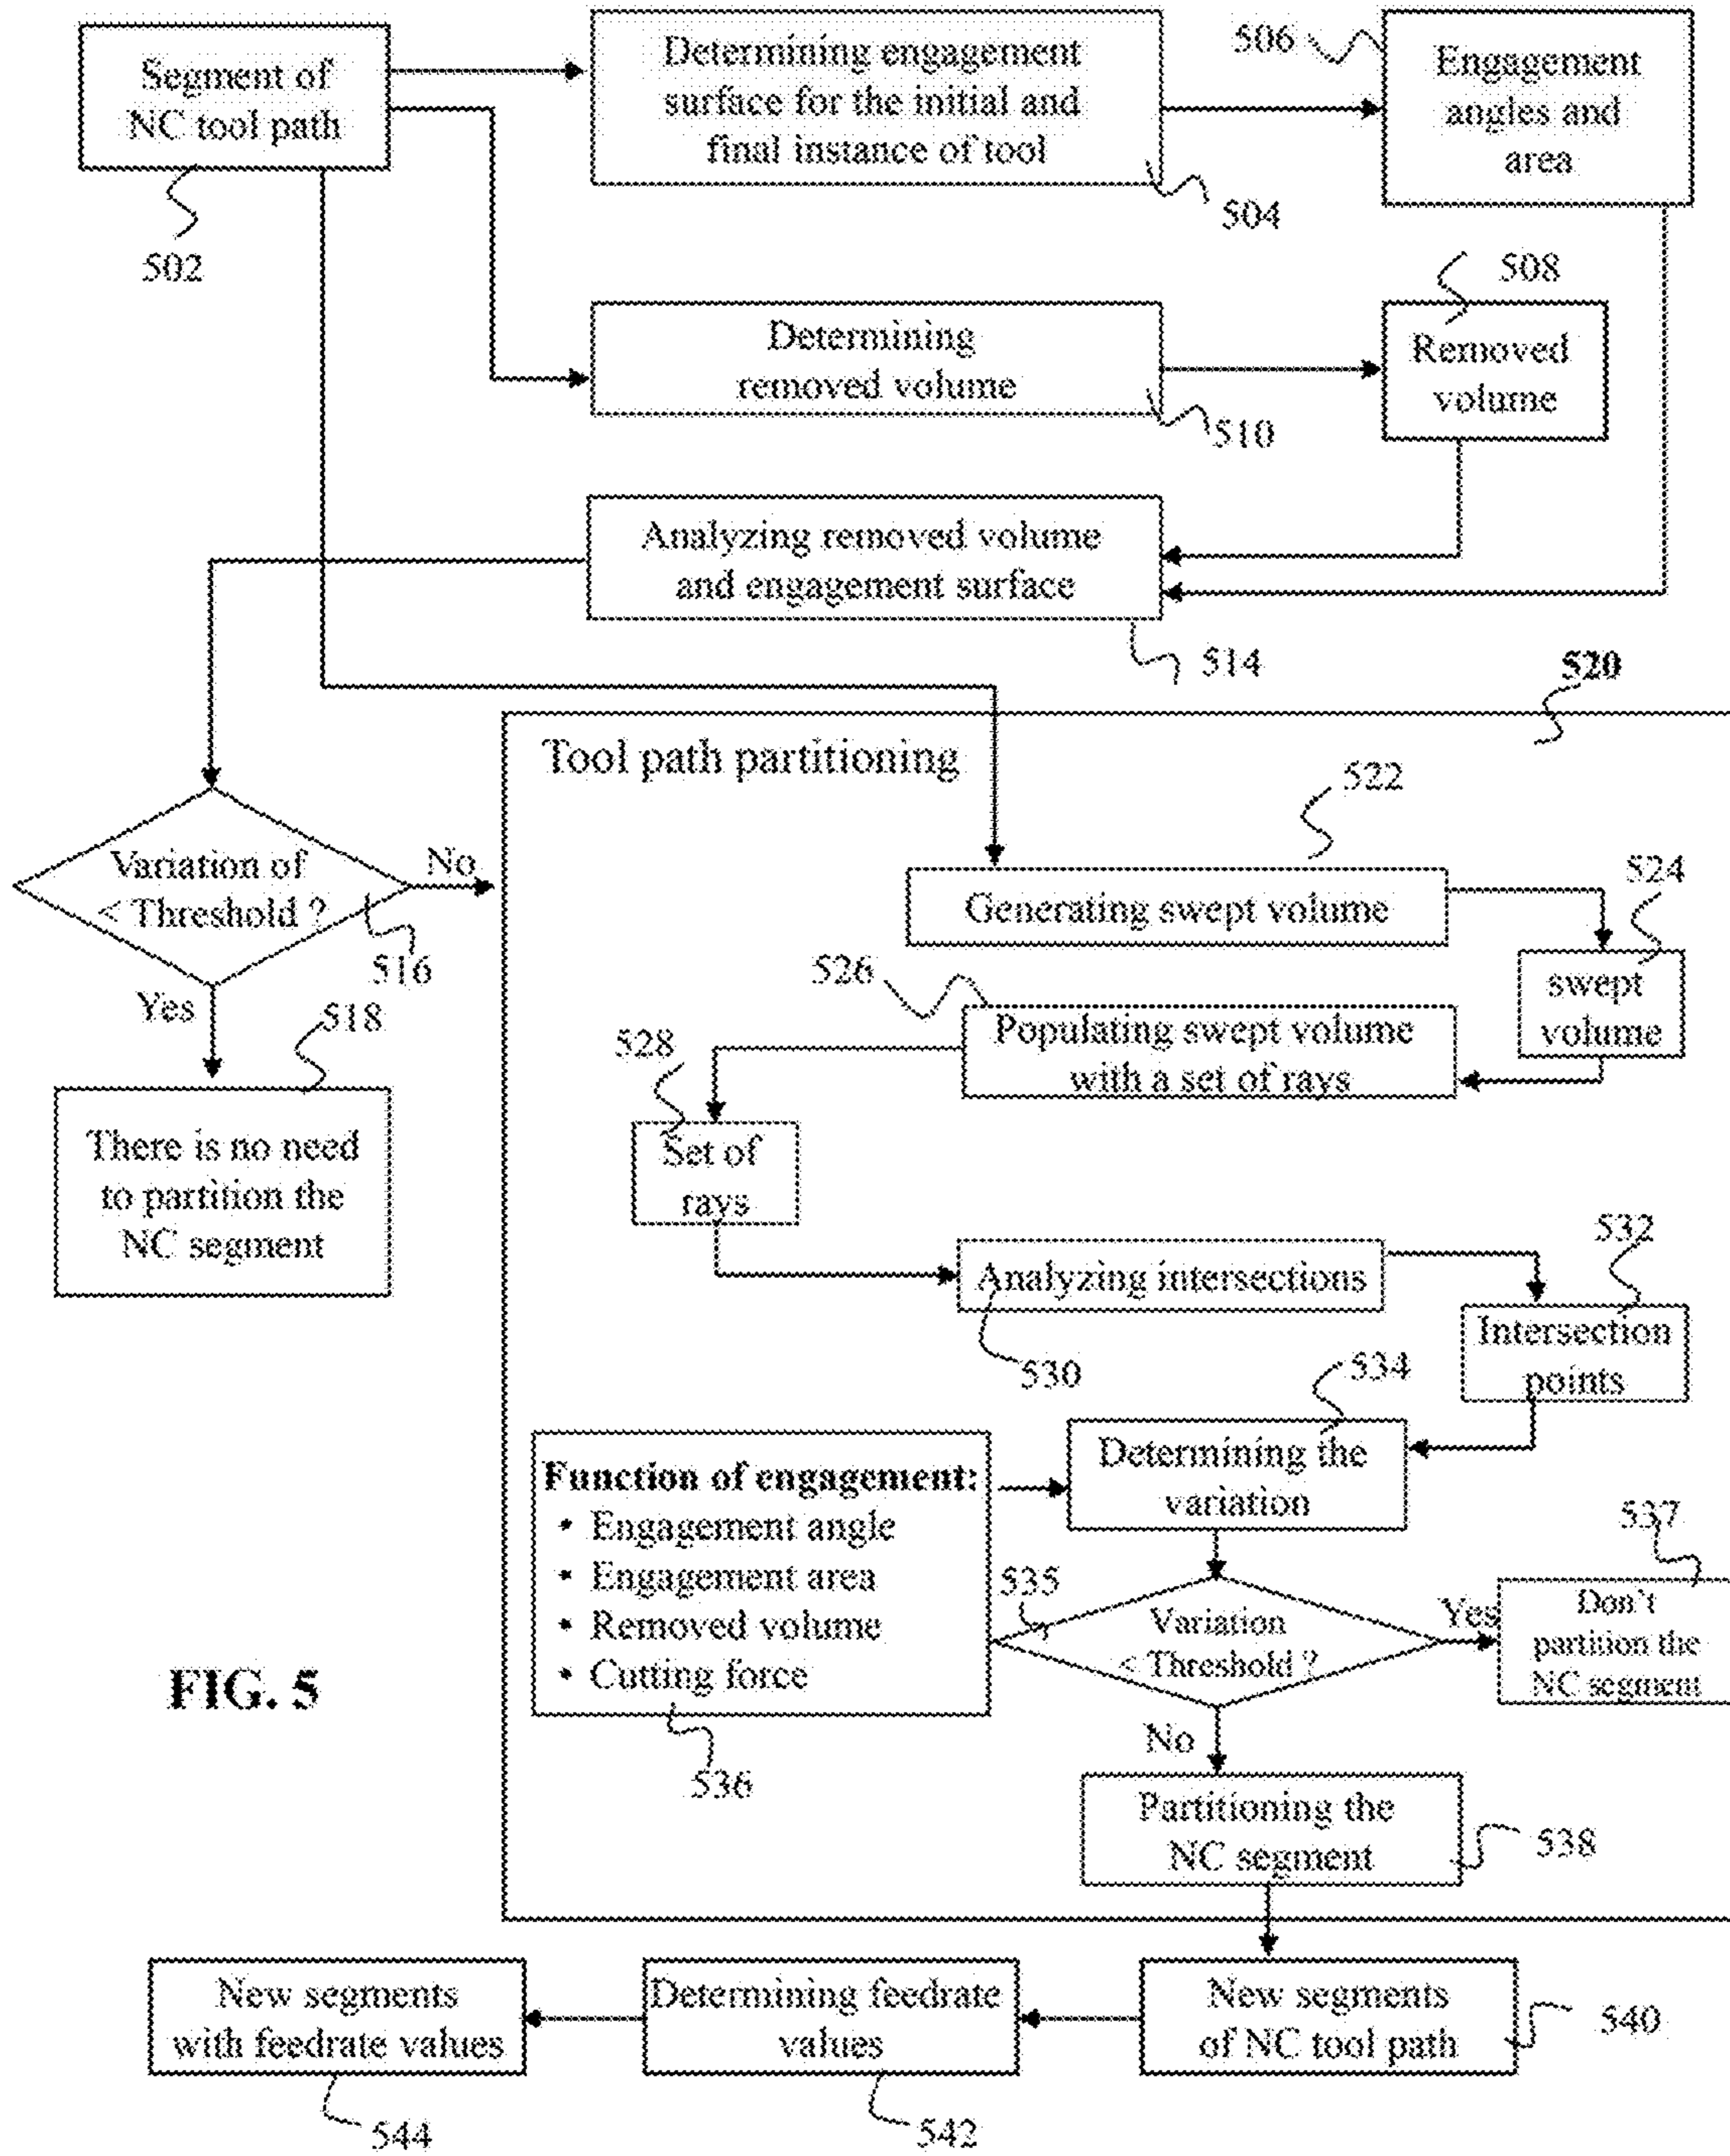 Segment of
NC tool path
502
Determining engagement
surface for the initial and
final instance of tool
504
506
Engagement
angles and
area
508
Removed
volume
Determining
removed volume
510
Analyzing removed volume
and engagement surface
514
520
Tool path partitioning
Variation of
< Threshold ?
No
516
Yes
518
There is no need
to partition the
NC segment
522
Generating swept volume
524
swept
volume
526
Populating swept volume
with a set of rays
528
Set of
rays
Analyzing intersections
530
532
Intersection
points
534
Determining the
variation
Function of engagement:
• Engagement angle
• Engagement area
• Removed volume
• Cutting force
536
535
Variation
< Threshold ?
Yes
537
Don't
partition the
NC segment
No
Partitioning the
NC segment
538
FIG. 5
New segments
of NC tool path
540
Determining feedrate
values
542
New segments
with feedrate values
544